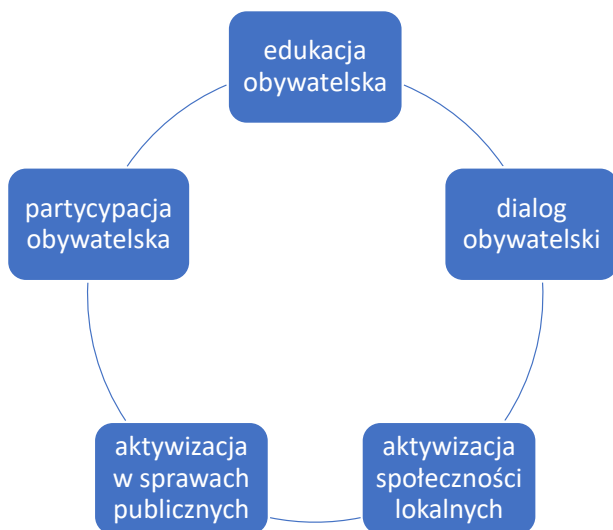 edukacja
obywatelska
dialog
obywatelski
aktywizacja
społeczności
lokalnych
aktywizacja
w sprawach
publicznych
partycypacja
obywatelska